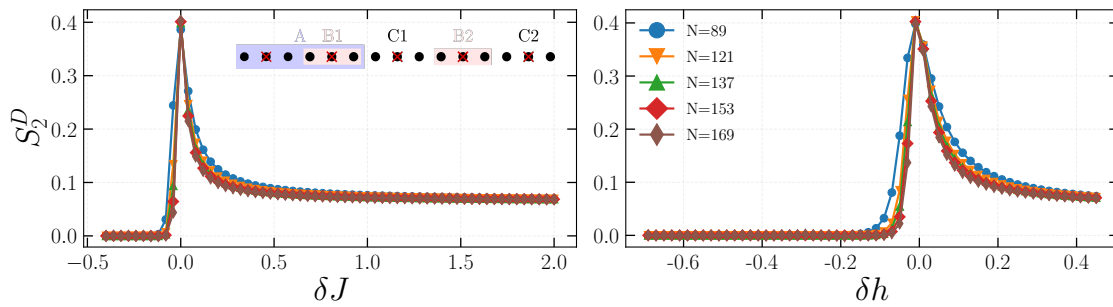 0.4
0.3
0.2
0.1
0.0
S_2^D
A B1 C1 B2 C2
−0.5 0.0 0.5 1.0 1.5 2.0
δJ
N=89
N=121
N=137
N=153
N=169
0.4
0.3
0.2
0.1
0.0
-0.6 -0.4 -0.2 0.0 0.2 0.4
δh